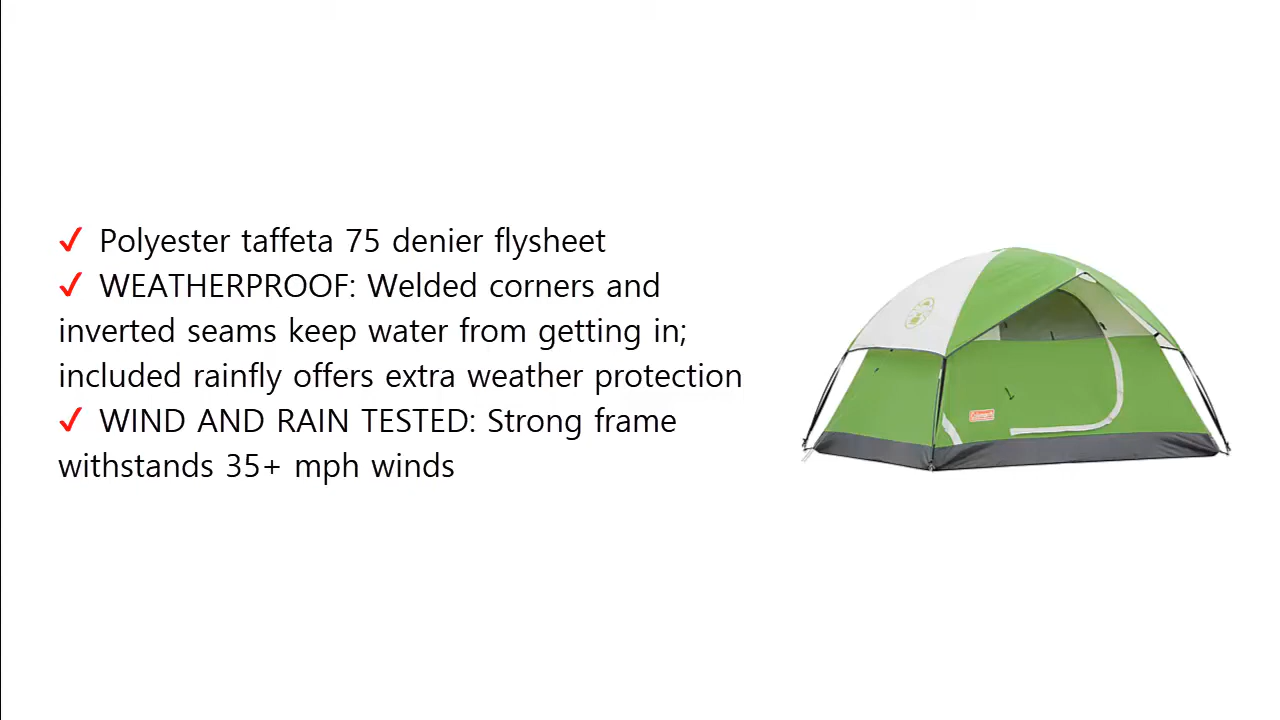 ✓ Polyester taffeta 75 denier flysheet
✓ WEATHERPROOF: Welded corners and
inverted seams keep water from getting in;
included rainfly offers extra weather protection
✓ WIND AND RAIN TESTED: Strong frame
withstands 35+ mph winds
Coleman